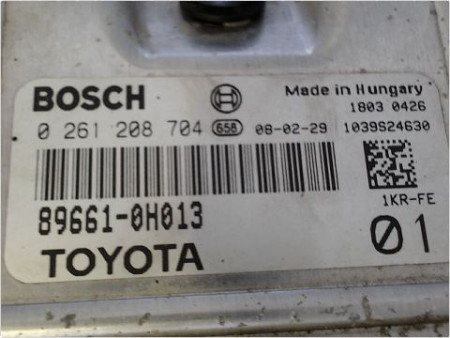 BOSCH Made in Hungary
1803 0426
0 261 208 704 658 08-02-29 1039S24630
1KR-FE
89661-0H013 01
TOYOTA